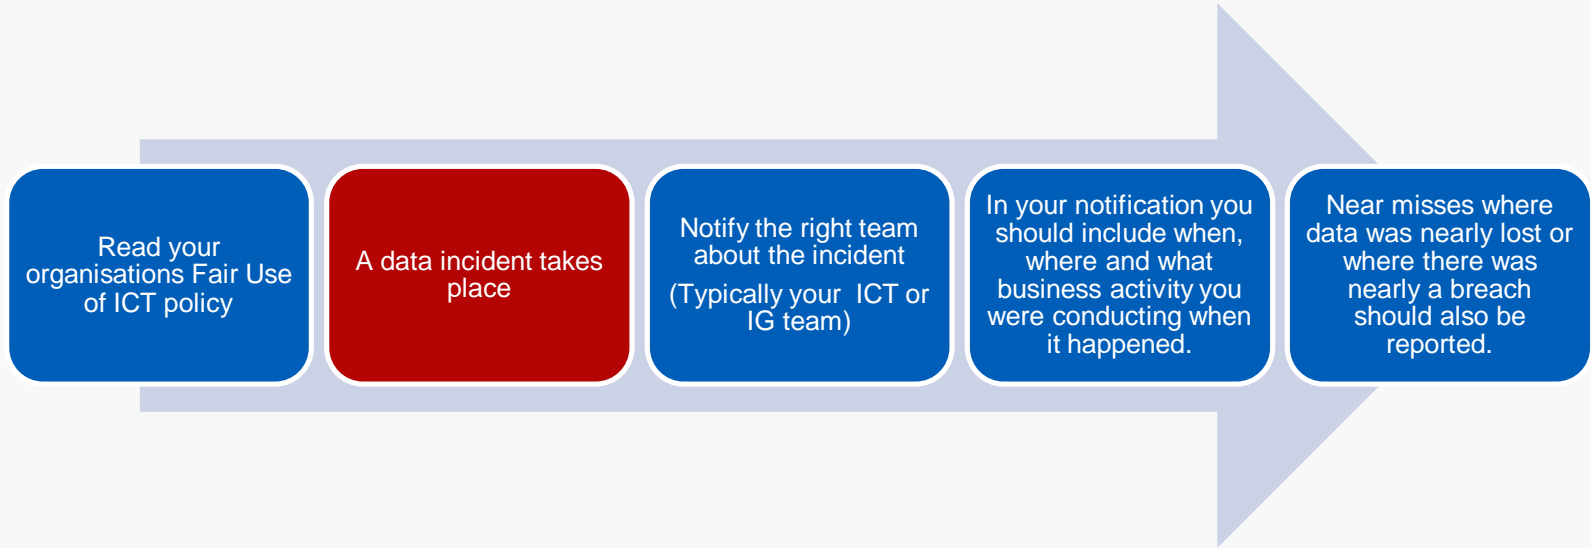 Read your
organisations Fair Use
of ICT policy
A data incident takes
place
Notify the right team
about the incident
(Typically your  ICT or
IG team)
In your notification you
should include when,
where and what
business activity you
were conducting when
it happened.
Near misses where
data was nearly lost or
where there was
nearly a breach
should also be
reported.